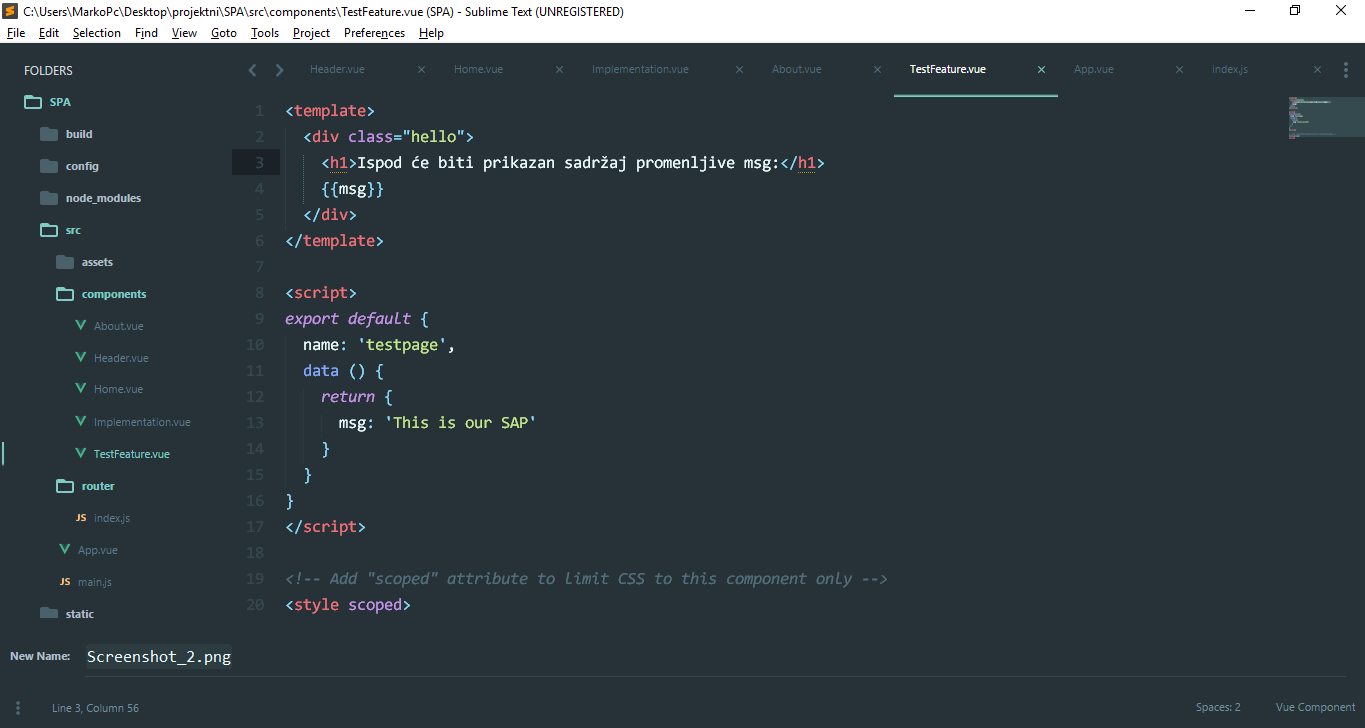 C:\Users\MarkoPc\Desktop\projektni\SPA\src\components\TestFeature.vue (SPA) - Sublime Text (UNREGISTERED)
File Edit Selection Find View Goto Tools Project Preferences Help
FOLDERS
SPA
build
config
node_modules
src
assets
components
About.vue
Header.vue
Home.vue
Implementation.vue
TestFeature.vue
router
JS index.js
App.vue
JS main.js
static
Header.vue Home.vue Implementation.vue About.vue TestFeature.vue App.vue index.js
1 <template>
2 <div class="hello">
3 <h1>Ispod će biti prikazan sadržaj promenljive msg:</h1>
4 {{msg}}
5 </div>
6 </template>
7
8 <script>
9 export default {
10 name: 'testpage',
11 data () {
12 return {
13 msg: 'This is our SAP'
14 }
15 }
16 }
17 </script>
18
19 <!-- Add "scoped" attribute to limit CSS to this component only -->
20 <style scoped>
New Name: Screenshot_2.png
Line 3, Column 56 Spaces: 2 Vue Component